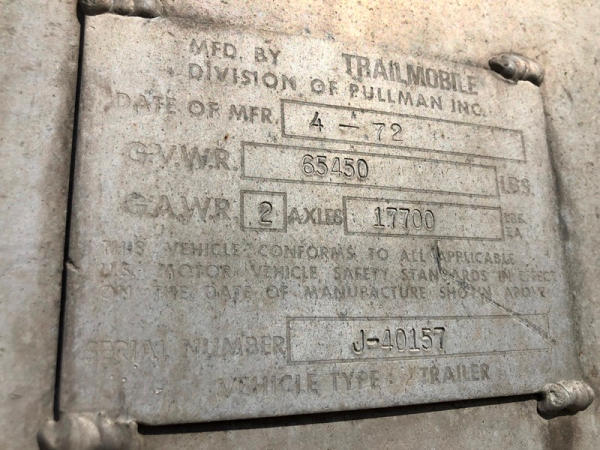 MFD. BY TRAILMOBILE
DIVISION OF PULLMAN INC.
DATE OF MFR. 4 - 72
G.V.W.R. 65450 LBS.
G.A.W.R. 2 AXLES 17700 LBS. EA.
THIS VEHICLE CONFORMS TO ALL APPLICABLE
U.S. MOTOR VEHICLE SAFETY STANDARDS IN EFFECT
ON THE DATE OF MANUFACTURE SHOWN ABOVE
SERIAL NUMBER J-40157
VEHICLE TYPE : TRAILER